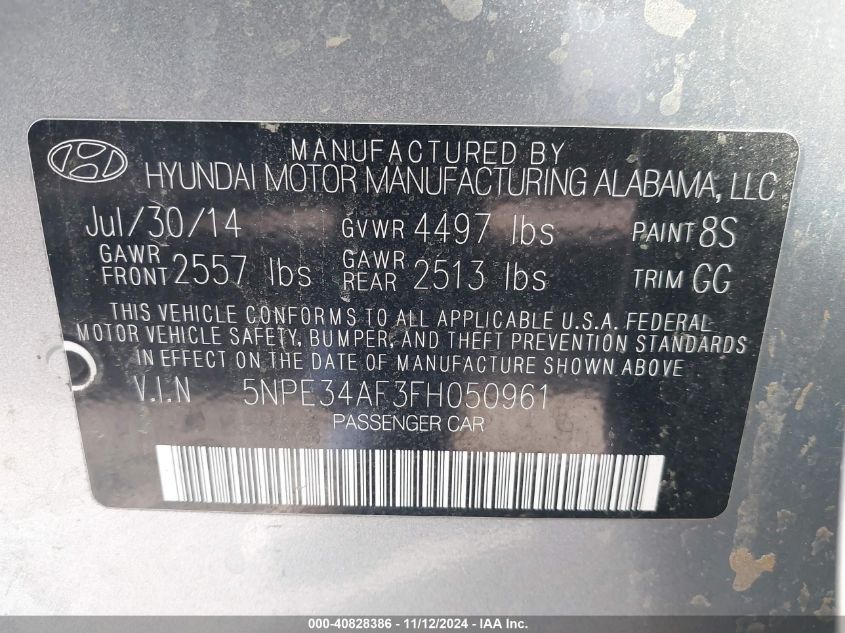 MANUFACTURED BY
HYUNDAI MOTOR MANUFACTURING ALABAMA, LLC
Jul/30/14 GVWR 4497 lbs PAINT 8S
GAWR FRONT 2557 lbs GAWR REAR 2513 lbs TRIM GG
THIS VEHICLE CONFORMS TO ALL APPLICABLE U.S.A. FEDERAL
MOTOR VEHICLE SAFETY, BUMPER, AND THEFT PREVENTION STANDARDS
IN EFFECT ON THE DATE OF MANUFACTURE SHOWN ABOVE
V.I.N 5NPE34AF3FH050961
PASSENGER CAR
000-40828386 - 11/12/2024 - IAA Inc.